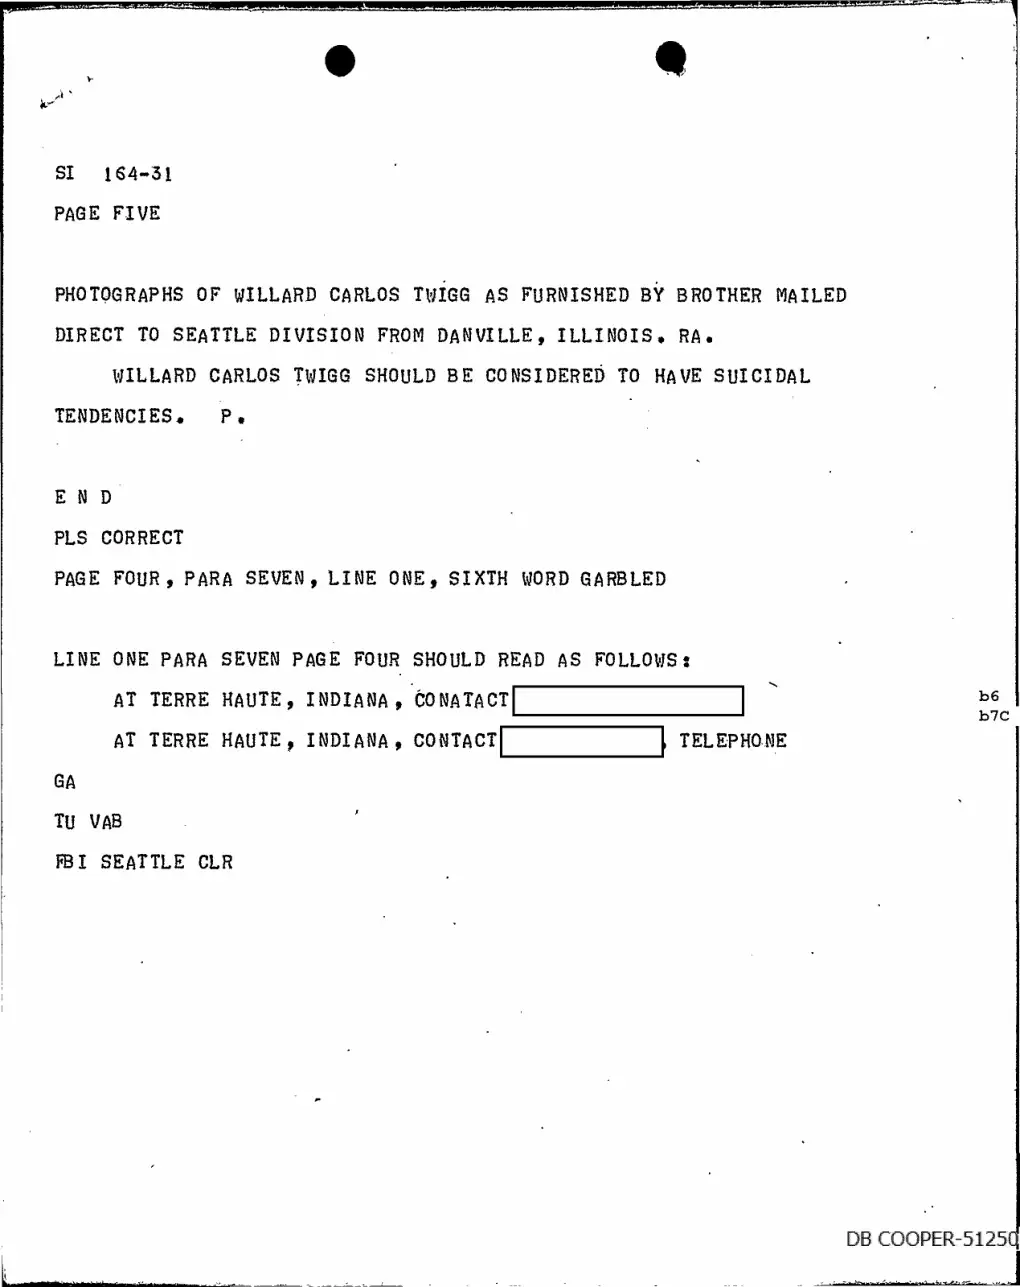 SI 164-31
PAGE FIVE
PHOTOGRAPHS OF WILLARD CARLOS TWIGG AS FURNISHED BY BROTHER MAILED
DIRECT TO SEATTLE DIVISION FROM DANVILLE, ILLINOIS. RA.
WILLARD CARLOS TWIGG SHOULD BE CONSIDERED TO HAVE SUICIDAL
TENDENCIES. P.
E N D
PLS CORRECT
PAGE FOUR, PARA SEVEN, LINE ONE, SIXTH WORD GARBLED
LINE ONE PARA SEVEN PAGE FOUR SHOULD READ AS FOLLOWS:
AT TERRE HAUTE, INDIANA, CONATACT
b6
b7C
AT TERRE HAUTE, INDIANA, CONTACT , TELEPHONE
GA
TU VAB
FBI SEATTLE CLR
DB COOPER-51250